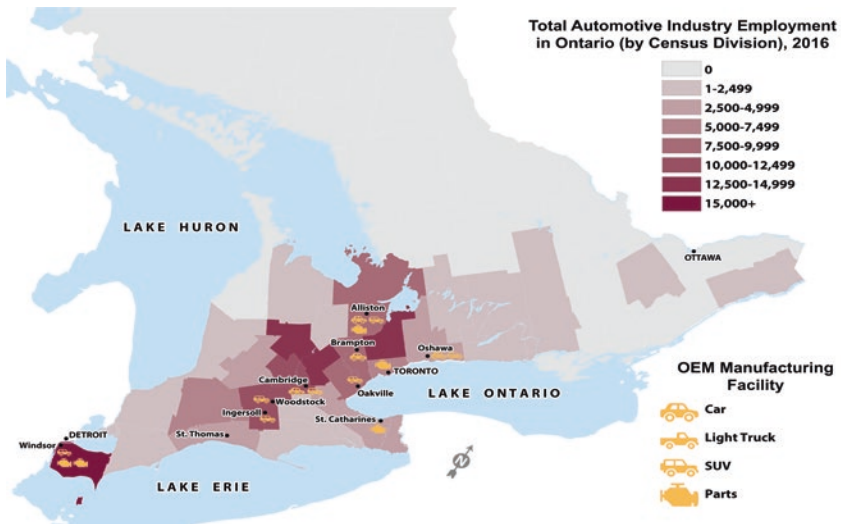 Total Automotive Industry Employment
in Ontario (by Census Division), 2016
0
1-2,499
2,500-4,999
5,000-7,499
7,500-9,999
10,000-12,499
12,500-14,999
15,000+
LAKE HURON
OTTAWA
Alliston
Brampton
Oshawa
TORONTO
Cambridge
Oakville
LAKE ONTARIO
Woodstock
Ingersoll
St. Catharines
St. Thomas
DETROIT
Windsor
LAKE ERIE
N
OEM Manufacturing
Facility
Car
Light Truck
SUV
Parts